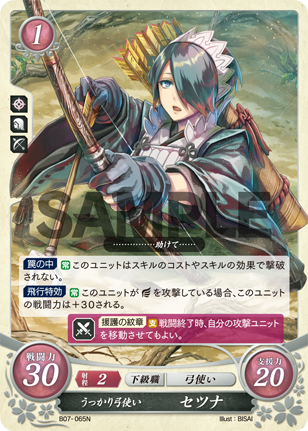 1
SAMPLE
…………助けて……
罠の中 常 このユニットはスキルのコストやスキルの効果で撃破
されない。
飛行特効 常 このユニットが を攻撃している場合、このユニット
の戦闘力は+30される。
援護の紋章 支 戦闘終了時、自分の攻撃ユニット
を移動させてもよい。
戦闘力
30
射程 2 下級職 弓使い
支援力
20
うっかり弓使い セツナ
B07-065N
Illust：BISAI